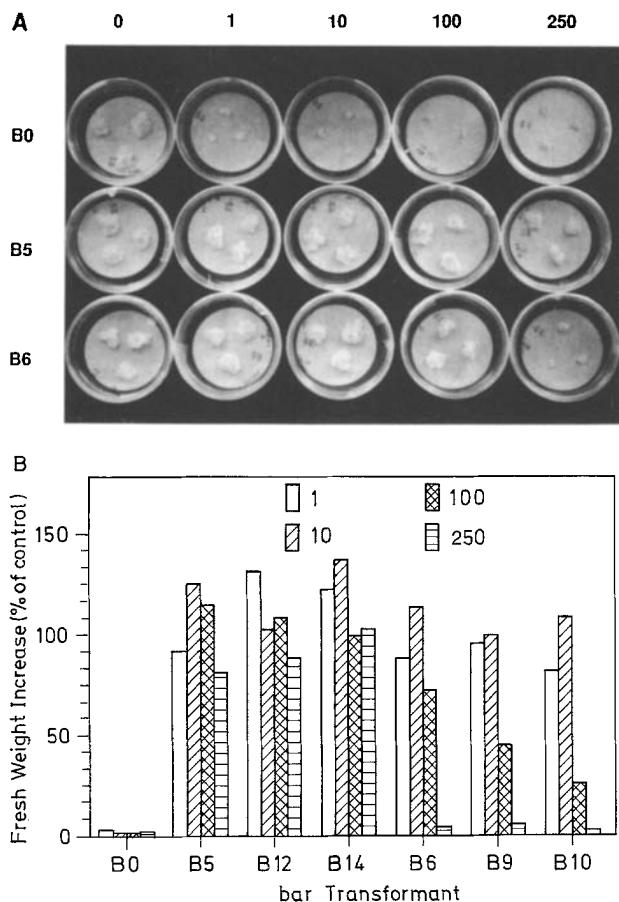 A 0 1 10 100 250
B0
B5
B6
B
1 100
10 250
Fresh Weight Increase (% of control)
150
100
50
0
B0 B5 B12 B14 B6 B9 B10
bar Transformant